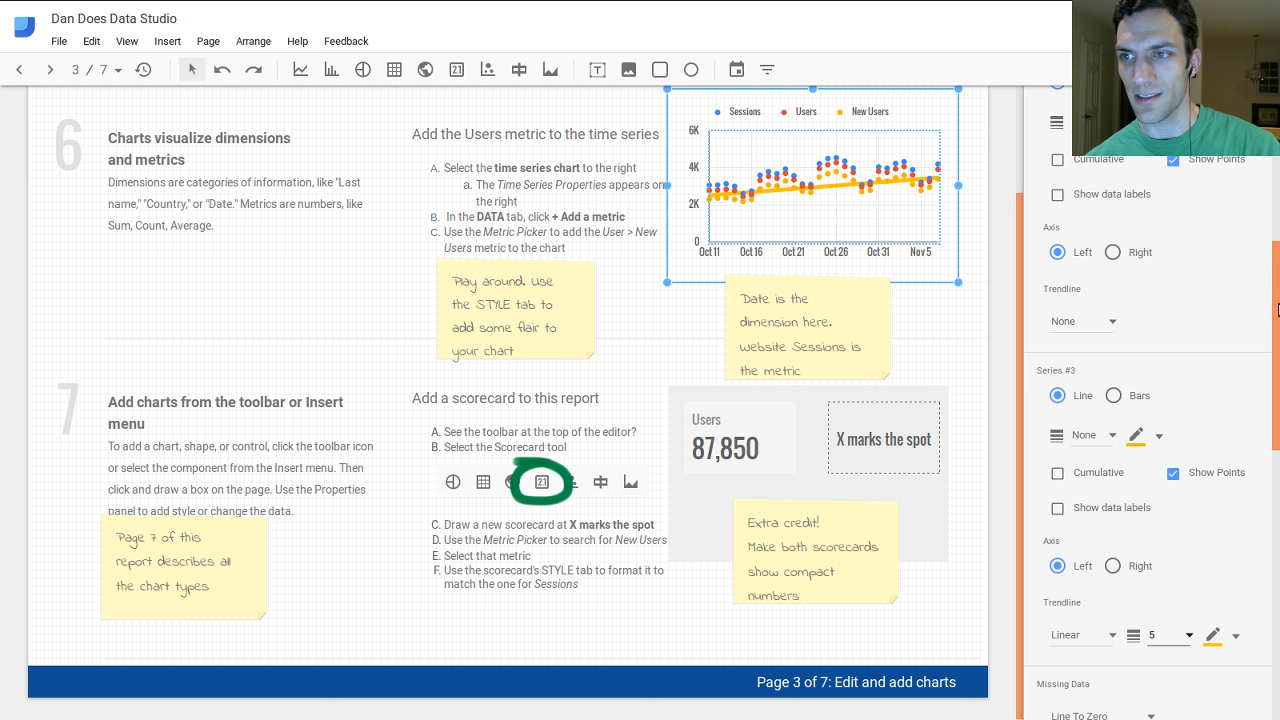 Dan Does Data Studio
File Edit View Insert Page Arrange Help Feedback
3 / 7
21
6
Charts visualize dimensions
and metrics
Dimensions are categories of information, like "Last
name," "Country," or "Date." Metrics are numbers, like
Sum, Count, Average.
Add the Users metric to the time series
A. Select the time series chart to the right
a. The Time Series Properties appears on
the right
B. In the DATA tab, click + Add a metric
C. Use the Metric Picker to add the User > New
Users metric to the chart
Play around. Use
the STYLE tab to
add some flair to
your chart
Sessions Users New Users
6K
4K
2K
0
Oct 11 Oct 16 Oct 21 Oct 26 Oct 31 Nov 5
Date is the
dimension here.
website Sessions is
the metric
7
Add charts from the toolbar or Insert
menu
To add a chart, shape, or control, click the toolbar icon
or select the component from the Insert menu. Then
click and draw a box on the page. Use the Properties
panel to add style or change the data.
Page 7 of this
report describes all
the chart types
Add a scorecard to this report
A. See the toolbar at the top of the editor?
B. Select the Scorecard tool
21
C. Draw a new scorecard at X marks the spot
D. Use the Metric Picker to search for New Users
E. Select that metric
F. Use the scorecard's STYLE tab to format it to
match the one for Sessions
Users
87,850
X marks the spot
Extra credit!
Make both scorecards
show compact
numbers
Page 3 of 7: Edit and add charts
Cumulative Show Points
Show data labels
Axis
Left Right
Trendline
None
Series #3
Line Bars
None
Cumulative Show Points
Show data labels
Axis
Left Right
Trendline
Linear 5
Missing Data
Line To Zero